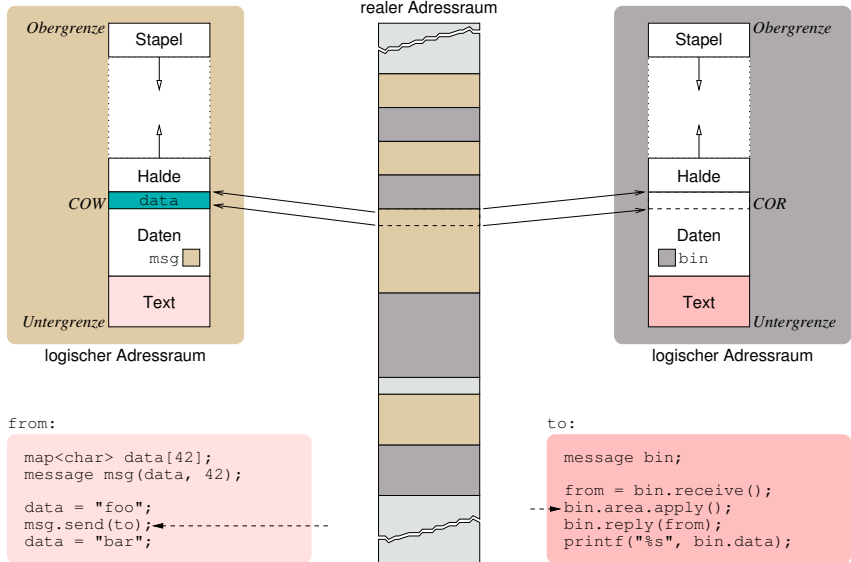 realer Adressraum
Obergrenze
Stapel
Halde
COW
data
Daten
msg
Text
Untergrenze
logischer Adressraum
Stapel
Obergrenze
Halde
COR
Daten
bin
Text
Untergrenze
logischer Adressraum
from:
map<char> data[42];
message msg(data, 42);
data = "foo";
msg.send(to);
data = "bar";
to:
message bin;
from = bin.receive();
bin.area.apply();
bin.reply(from);
printf("%s", bin.data);